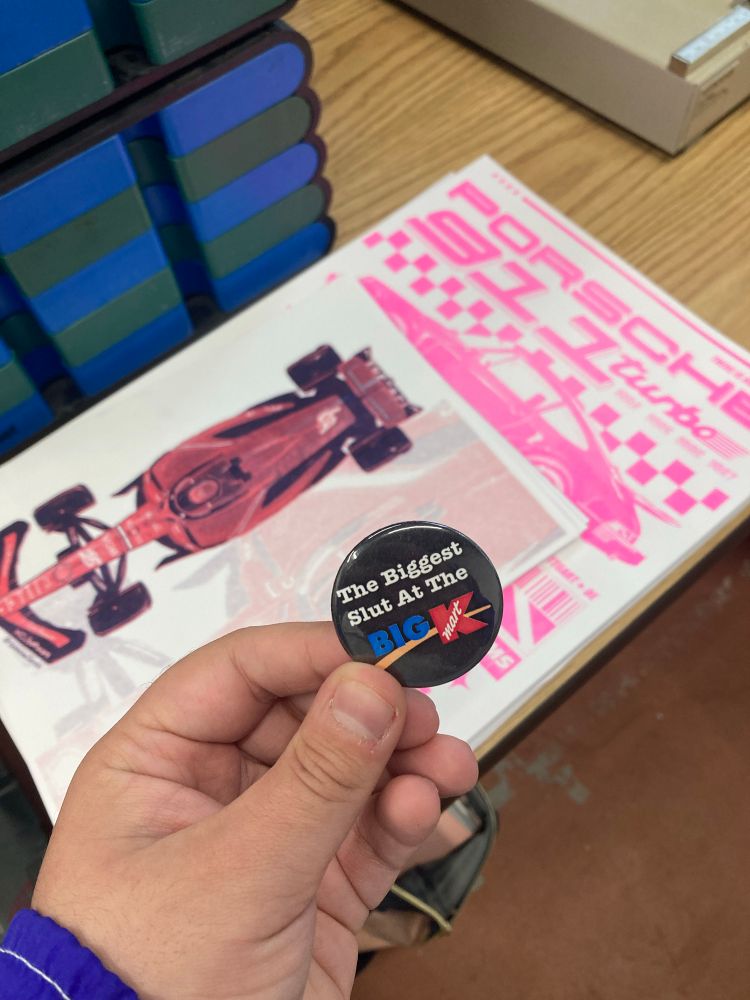 PORSCHE
911
turbo
The Biggest
Slut At The
BIG K
mart